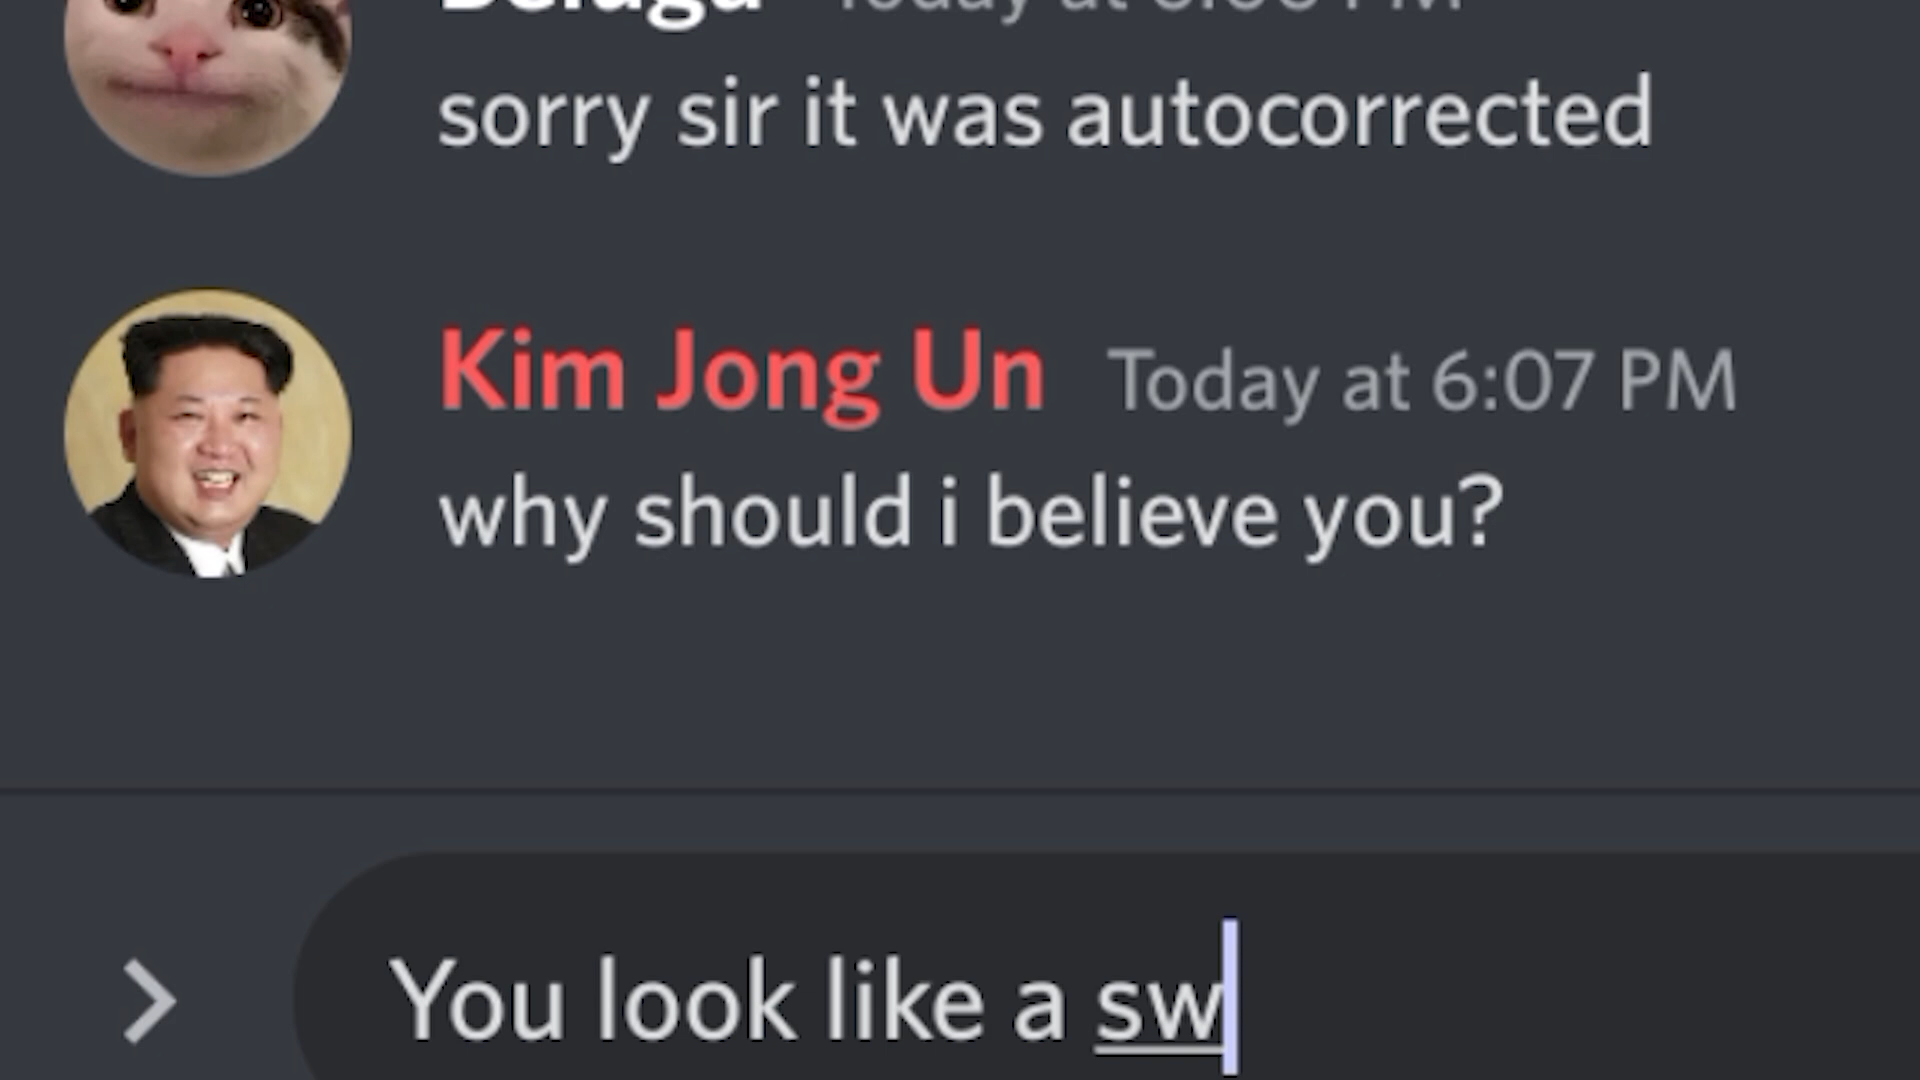 Beluga
sorry sir it was autocorrected
Kim Jong Un Today at 6:07 PM
why should i believe you?
You look like a sw